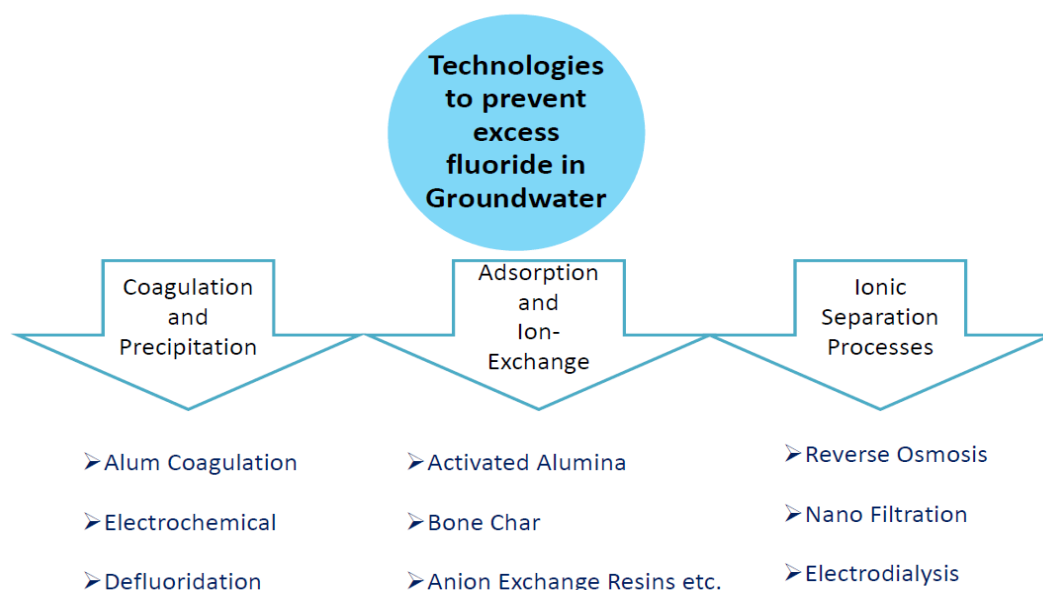 Technologies
to prevent
excess
fluoride in
Groundwater
Coagulation
and
Precipitation
Adsorption
and
Ion-
Exchange
Ionic
Separation
Processes
➢Alum Coagulation
➢Electrochemical
➢Defluoridation
➢Activated Alumina
➢Bone Char
➢Anion Exchange Resins etc.
➢Reverse Osmosis
➢Nano Filtration
➢Electrodialysis